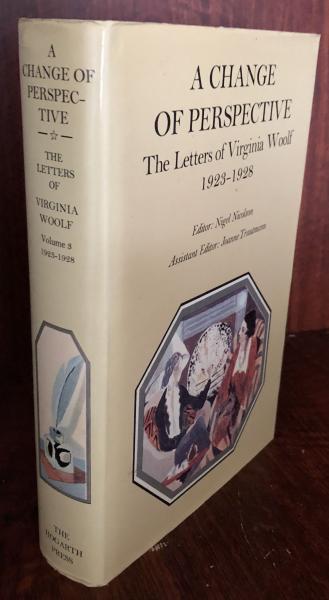 A
CHANGE OF
PERSPEC-
TIVE
THE
LETTERS
OF
VIRGINIA
WOOLF
Volume 3
1923-1928
THE
HOGARTH
PRESS
A CHANGE
OF PERSPECTIVE
The Letters of Virginia Woolf
1923-1928
Editor: Nigel Nicolson
Assistant Editor: Joanne Trautmann